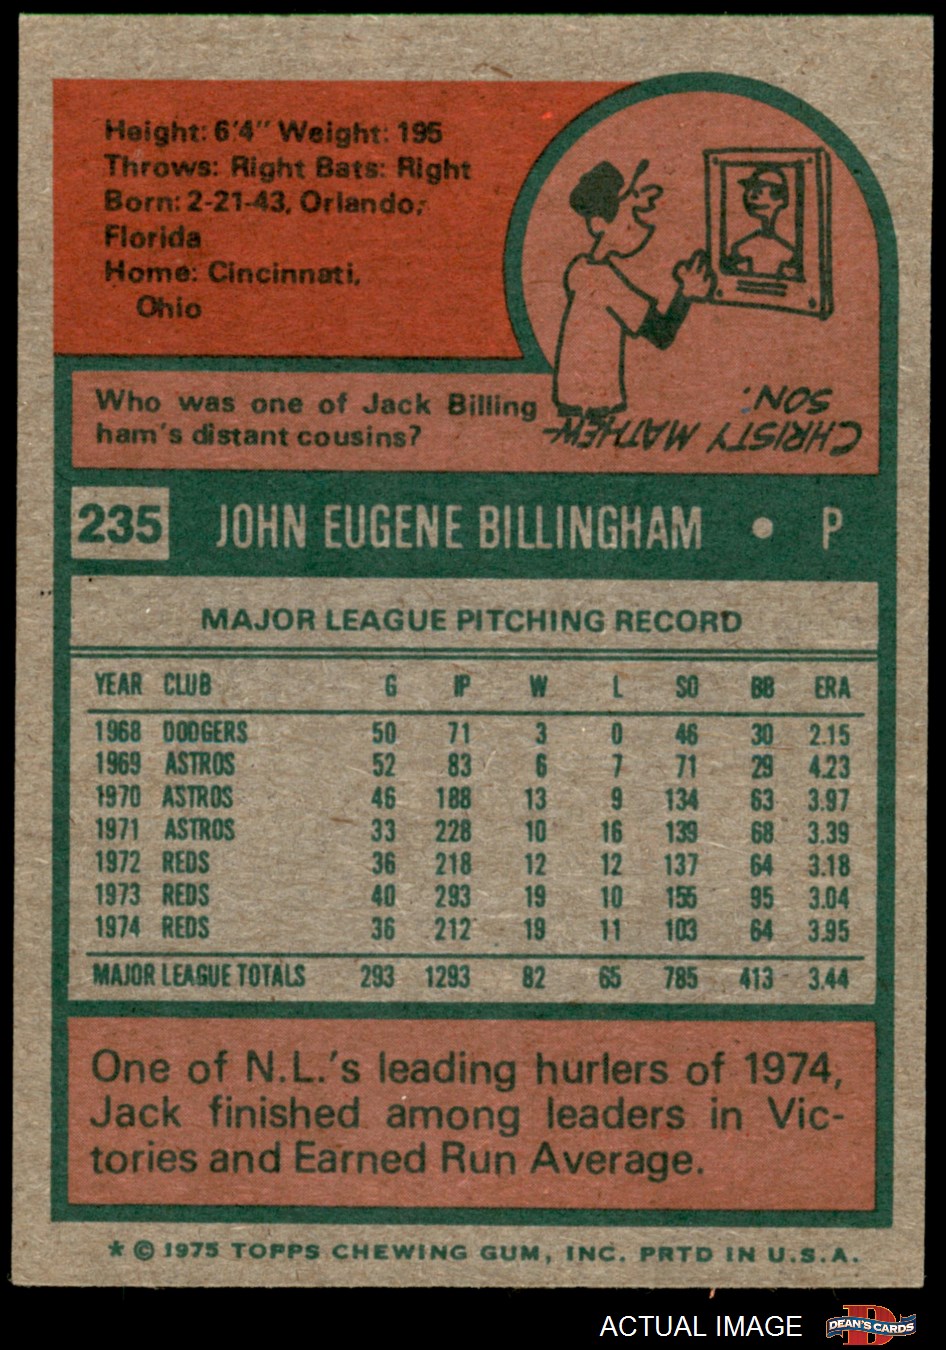 Height: 6'4" Weight: 195
Throws: Right Bats: Right
Born: 2-21-43, Orlando,
Florida
Home: Cincinnati,
Ohio
Who was one of Jack Billing
ham's distant cousins?
CHRISTY MATHEW-
SON.
235 JOHN EUGENE BILLINGHAM • P
MAJOR LEAGUE PITCHING RECORD
YEAR CLUB G IP W L SO BB ERA
1968 DODGERS 50 71 3 0 46 30 2.15
1969 ASTROS 52 83 6 7 71 29 4.23
1970 ASTROS 46 188 13 9 134 63 3.97
1971 ASTROS 33 228 10 16 139 68 3.39
1972 REDS 36 218 12 12 137 64 3.18
1973 REDS 40 293 19 10 155 95 3.04
1974 REDS 36 212 19 11 103 64 3.95
MAJOR LEAGUE TOTALS 293 1293 82 65 785 413 3.44
One of N.L.'s leading hurlers of 1974,
Jack finished among leaders in Vic-
tories and Earned Run Average.
* © 1975 TOPPS CHEWING GUM, INC. PRTD IN U.S.A.
ACTUAL IMAGE
D
DEAN'S CARDS